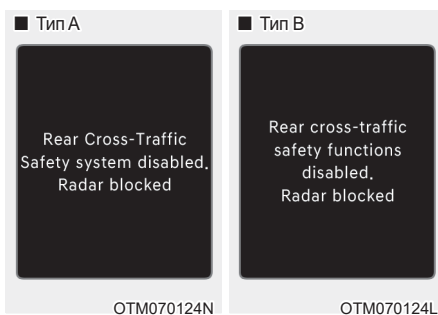 ■ Тип A
Rear Cross-Traffic
Safety system disabled.
Radar blocked
OTM070124N
■ Тип B
Rear cross-traffic
safety functions
disabled.
Radar blocked
OTM070124L